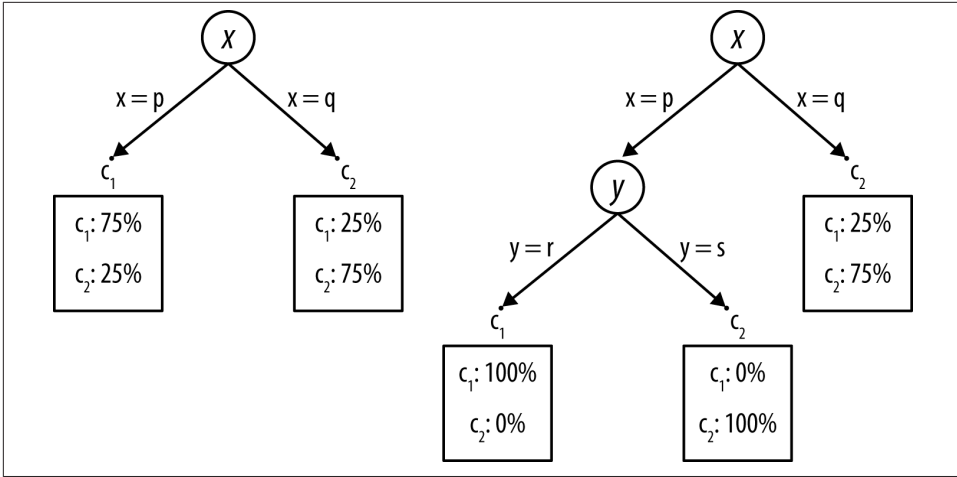 x
x = p
x = q
c₁
c₂
c₁: 75%
c₂: 25%
c₁: 25%
c₂: 75%
x
x = p
x = q
y
c₂
c₁: 25%
c₂: 75%
y = r
y = s
c₁
c₂
c₁: 100%
c₂: 0%
c₁: 0%
c₂: 100%